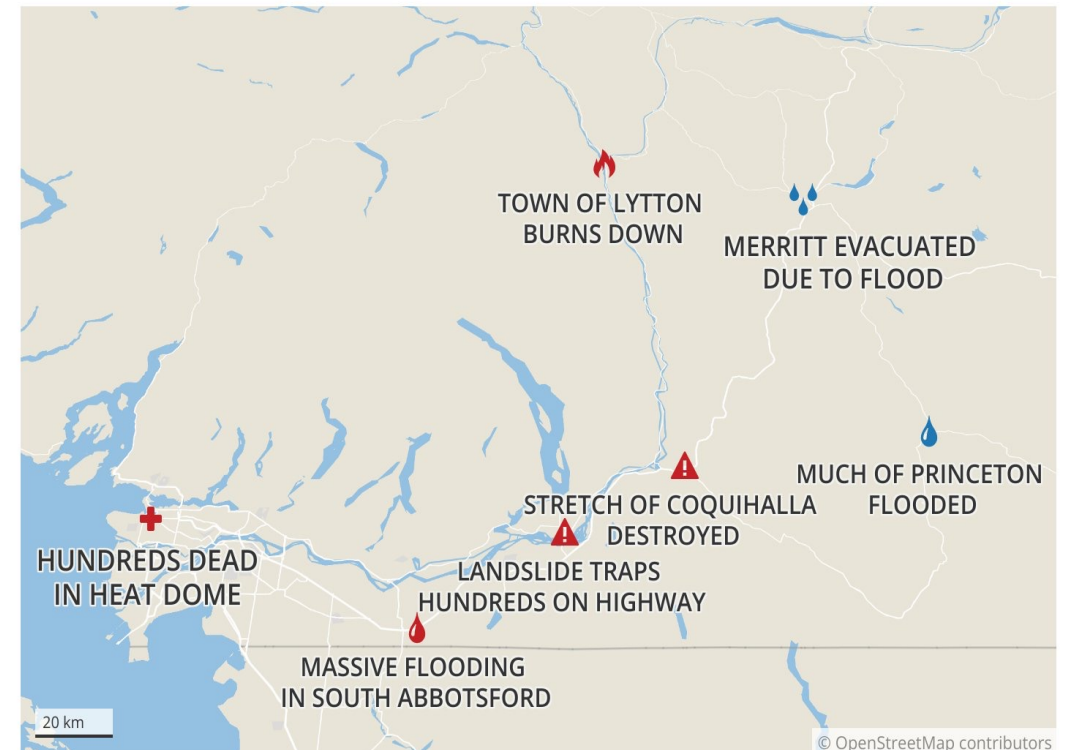 TOWN OF LYTTON
BURNS DOWN
MERRITT EVACUATED
DUE TO FLOOD
MUCH OF PRINCETON
FLOODED
STRETCH OF COQUIHALLA
DESTROYED
HUNDREDS DEAD
IN HEAT DOME
LANDSLIDE TRAPS
HUNDREDS ON HIGHWAY
MASSIVE FLOODING
IN SOUTH ABBOTSFORD
20 km
© OpenStreetMap contributors